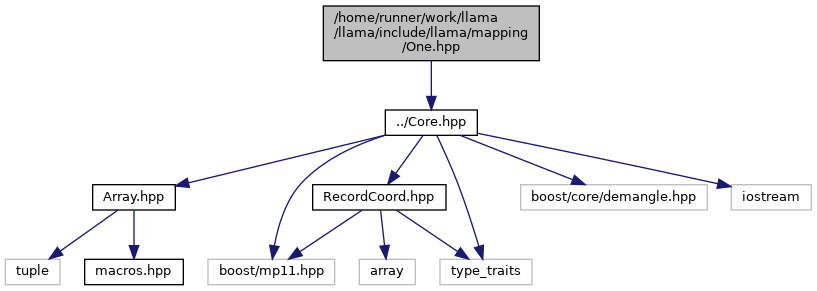 /home/runner/work/llama
/llama/include/llama/mapping
/One.hpp
../Core.hpp
Array.hpp
RecordCoord.hpp
boost/core/demangle.hpp
iostream
tuple
macros.hpp
boost/mp11.hpp
array
type_traits